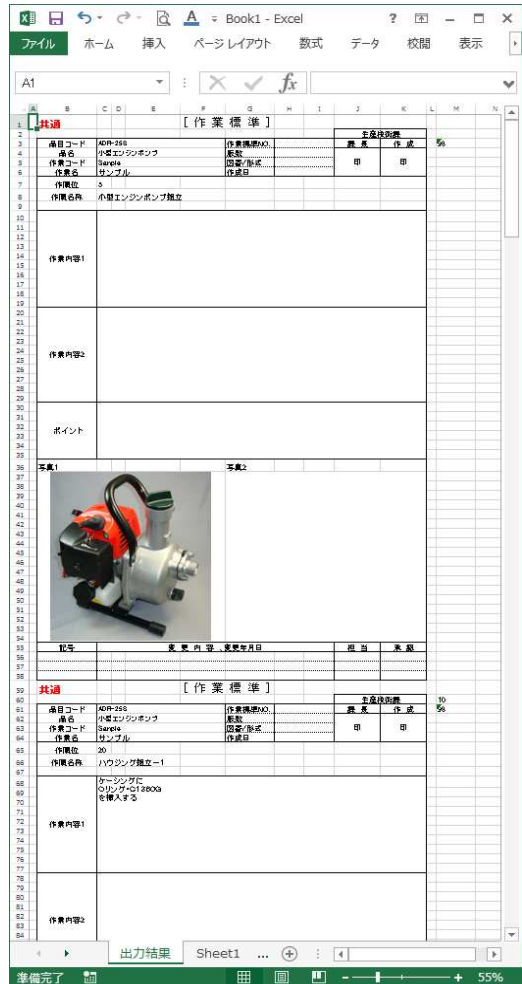 Book1 - Excel
ファイル ホーム 挿入 ページ レイアウト 数式 データ 校閲 表示
A1
fx
A B C D E F G H I J K L M N
共通 [ 作 業 標 準 ]
生産技術課
品目コード ADR-25S 作業標準NO. 課 長 作 成
品名 小型エンジンポンプ 版数
作業コード Sample 図番/形式 印 印
作業名 サンプル 作成日
作順位 5
作順名称 小型エンジンポンプ組立
作業内容1
作業内容2
ポイント
写真1 写真2
記号 変 更 内 容 、変更年月日 担 当 承 認
共通 [ 作 業 標 準 ]
生産技術課 10
品目コード ADR-25S 作業標準NO. 課 長 作 成
品名 小型エンジンポンプ 版数
作業コード Sample 図番/形式 印 印
作業名 サンプル 作成日
作順位 20
作順名称 ハウジング組立-1
ケーシングに
を挿入する
作業内容1
作業内容2
出力結果 Sheet1 ...
準備完了 55%